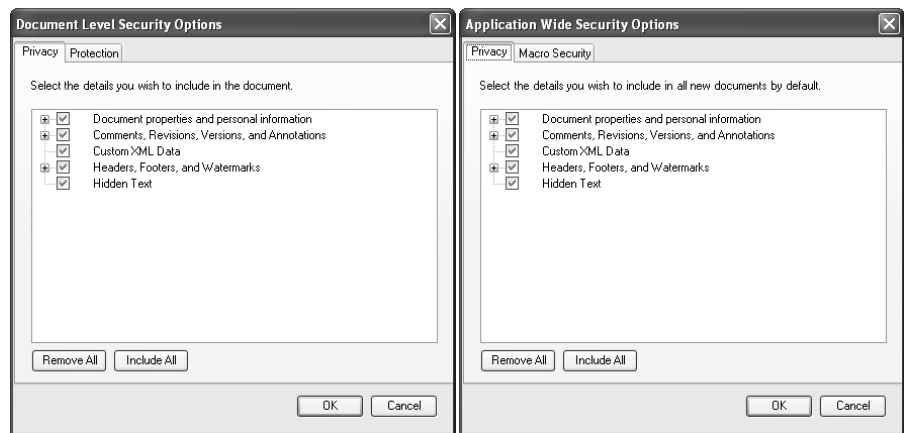 Document Level Security Options
Privacy Protection
Select the details you wish to include in the document.
Document properties and personal information
Comments, Revisions, Versions, and Annotations
Custom XML Data
Headers, Footers, and Watermarks
Hidden Text
Remove All Include All
OK Cancel
Application Wide Security Options
Privacy Macro Security
Select the details you wish to include in all new documents by default.
Document properties and personal information
Comments, Revisions, Versions, and Annotations
Custom XML Data
Headers, Footers, and Watermarks
Hidden Text
Remove All Include All
OK Cancel